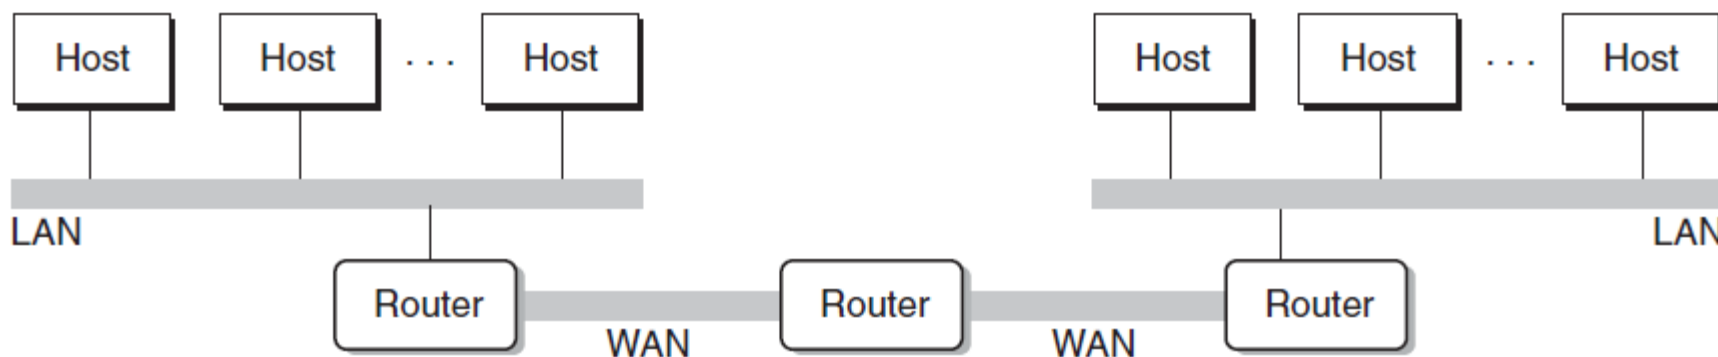 Host Host . . . Host Host Host . . . Host
LAN LAN
Router Router Router
WAN WAN